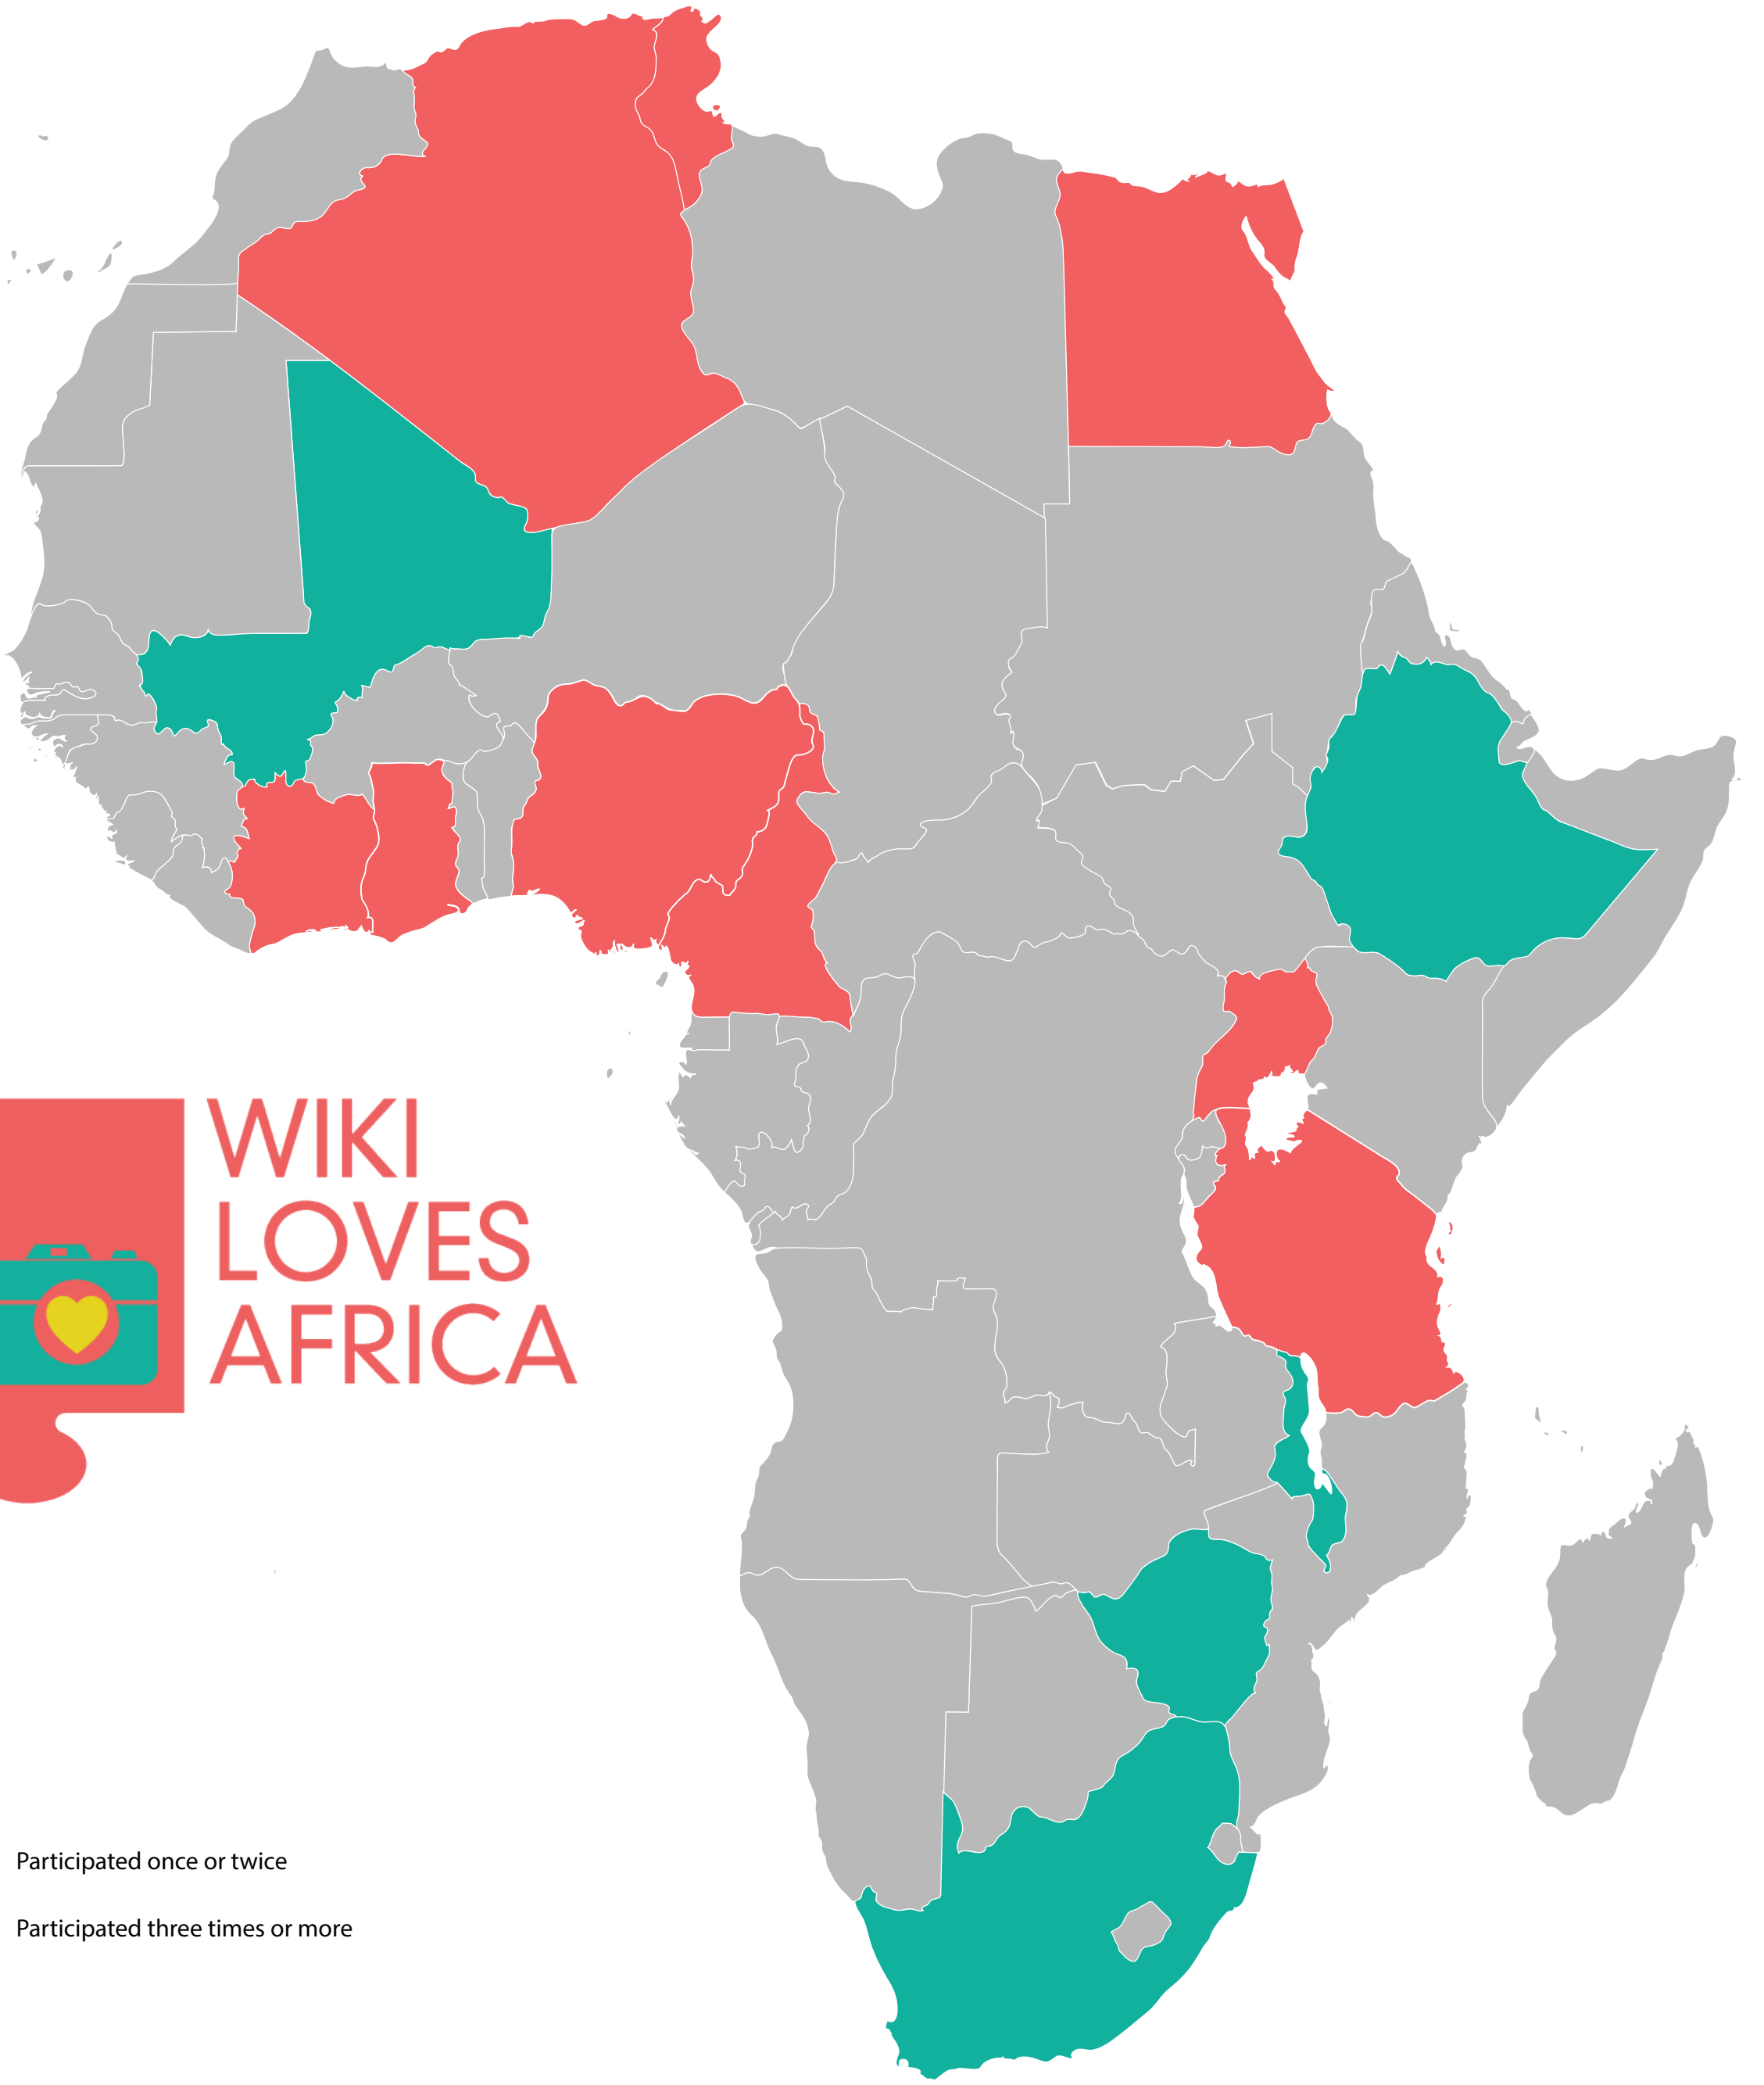 WIKI
LOVES
AFRICA
Participated once or twice
Participated three times or more